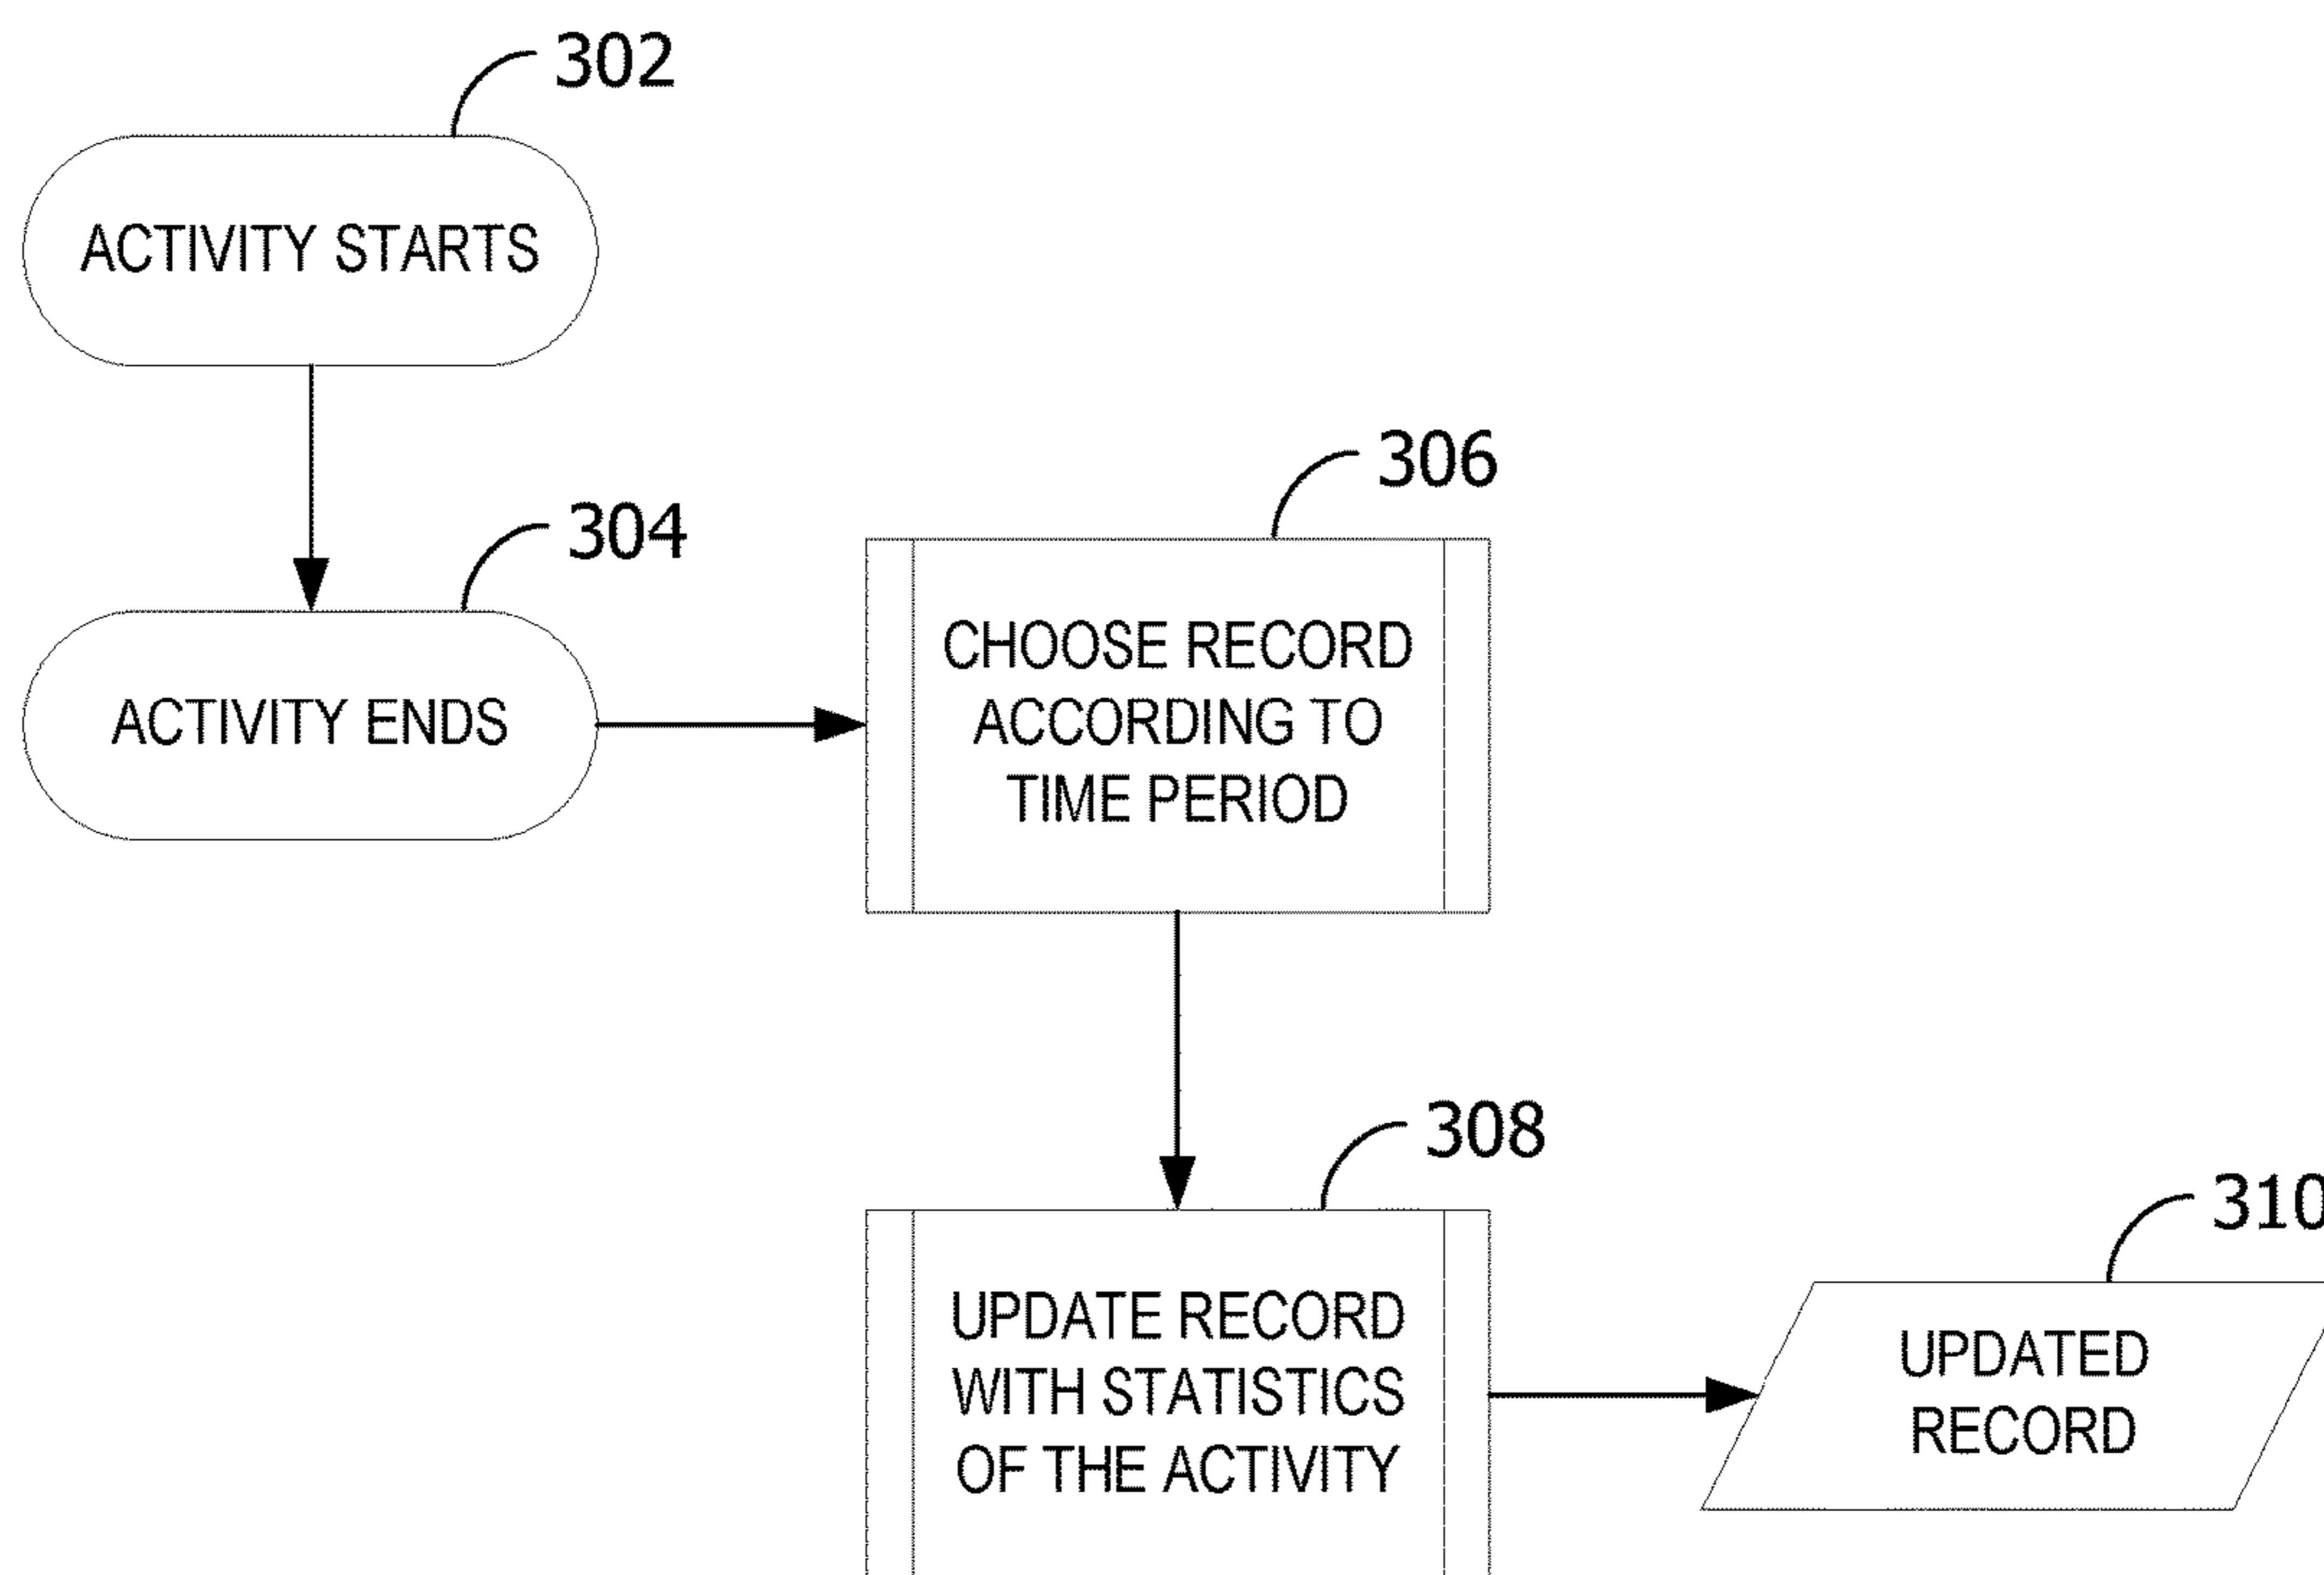 302
ACTIVITY STARTS
304
ACTIVITY ENDS
306
CHOOSE RECORD
ACCORDING TO
TIME PERIOD
308
UPDATE RECORD
WITH STATISTICS
OF THE ACTIVITY
310
UPDATED
RECORD